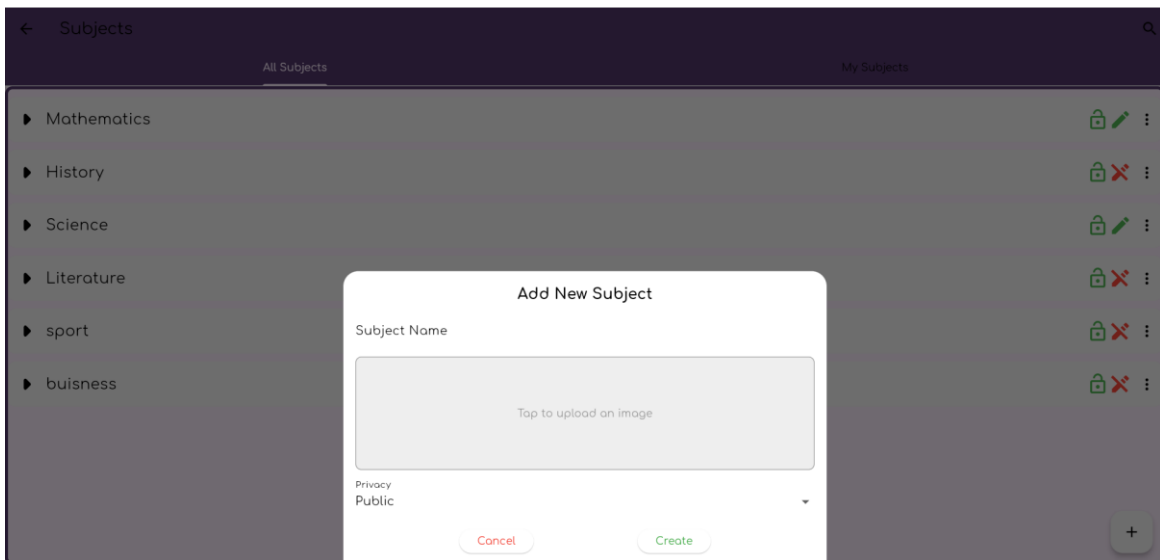 Subjects
All Subjects My Subjects
Mathematics
History
Science
Literature
sport
buisness
Add New Subject
Subject Name
Tap to upload an image
Privacy
Public
Cancel Create
+